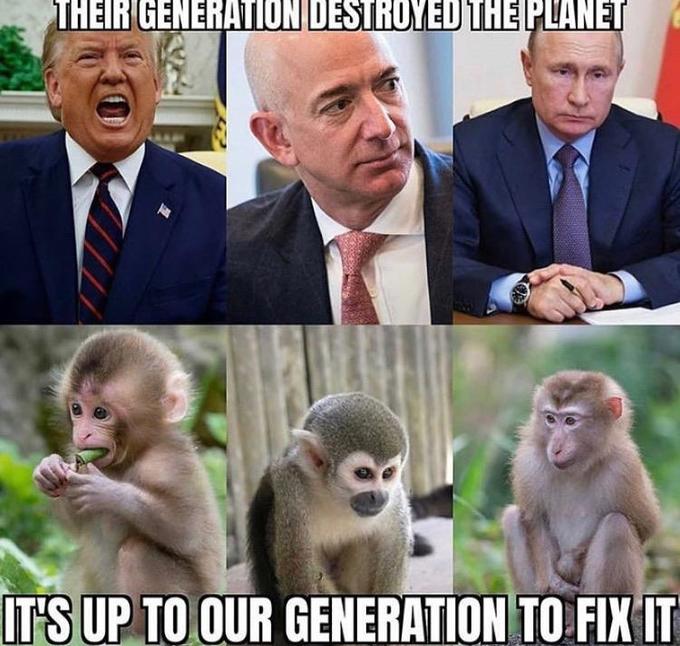 THEIR GENERATION DESTROYED THE PLANET
IT'S UP TO OUR GENERATION TO FIX IT